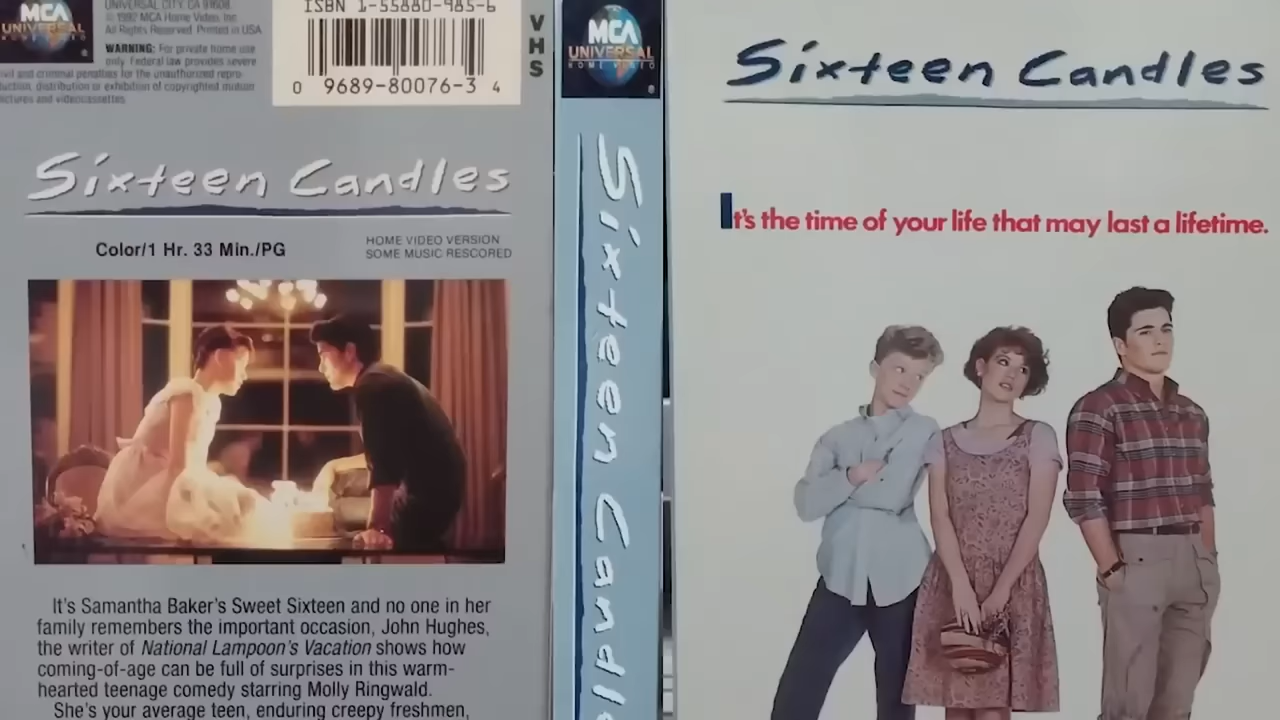 MCA
UNIVERSAL
HOME VIDEO
UNIVERSAL CITY, CA 91608.
© 1992 MCA Home Video, Inc.
All Rights Reserved. Printed in USA
WARNING: For private home use
only. Federal law provides severe
civil and criminal penalties for the unauthorized repro-
duction, distribution or exhibition of copyrighted motion
pictures and videocassettes.
ISBN 1-55880-985-6
0 9689-80076-3 4
VHS
Sixteen Candles
Color/1 Hr. 33 Min./PG
HOME VIDEO VERSION
SOME MUSIC RESCORED
It's Samantha Baker's Sweet Sixteen and no one in her
family remembers the important occasion, John Hughes,
the writer of National Lampoon's Vacation shows how
coming-of-age can be full of surprises in this warm-
hearted teenage comedy starring Molly Ringwald.
She's your average teen, enduring creepy freshmen,
MCA
UNIVERSAL
HOME VIDEO
Sixteen Candle
Sixteen Candles
It's the time of your life that may last a lifetime.